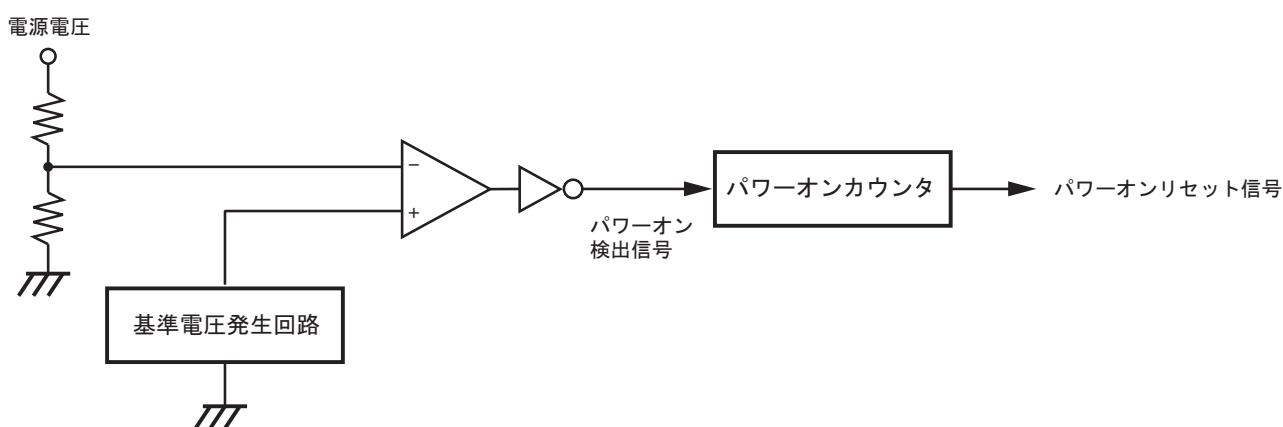 電源電圧
−
+
パワーオンカウンタ
パワーオンリセット信号
パワーオン
検出信号
基準電圧発生回路